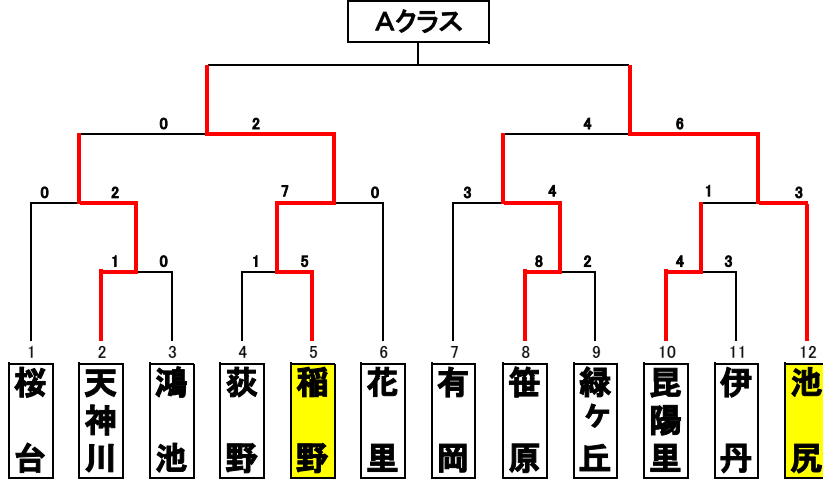 Aクラス
0 2 4 6
0 2 7 0 3 4 1 3
1 0 1 5 8 2 4 3
1 2 3 4 5 6 7 8 9 10 11 12
桜台
天神川
鴻池
荻野
稲野
花里
有岡
笹原
緑ヶ丘
昆陽里
伊丹
池尻